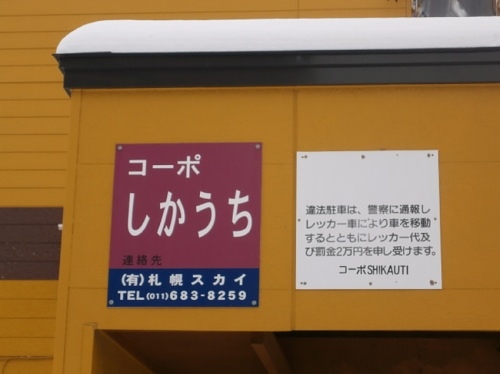 コーポ
しかうち
連絡先
(有)札幌スカイ
TEL(011)683-8259
違法駐車は、警察に通報し
レッカー車により車を移動
するとともにレッカー代及
び罰金2万円を申し受けます。
コーポSHIKAUTI